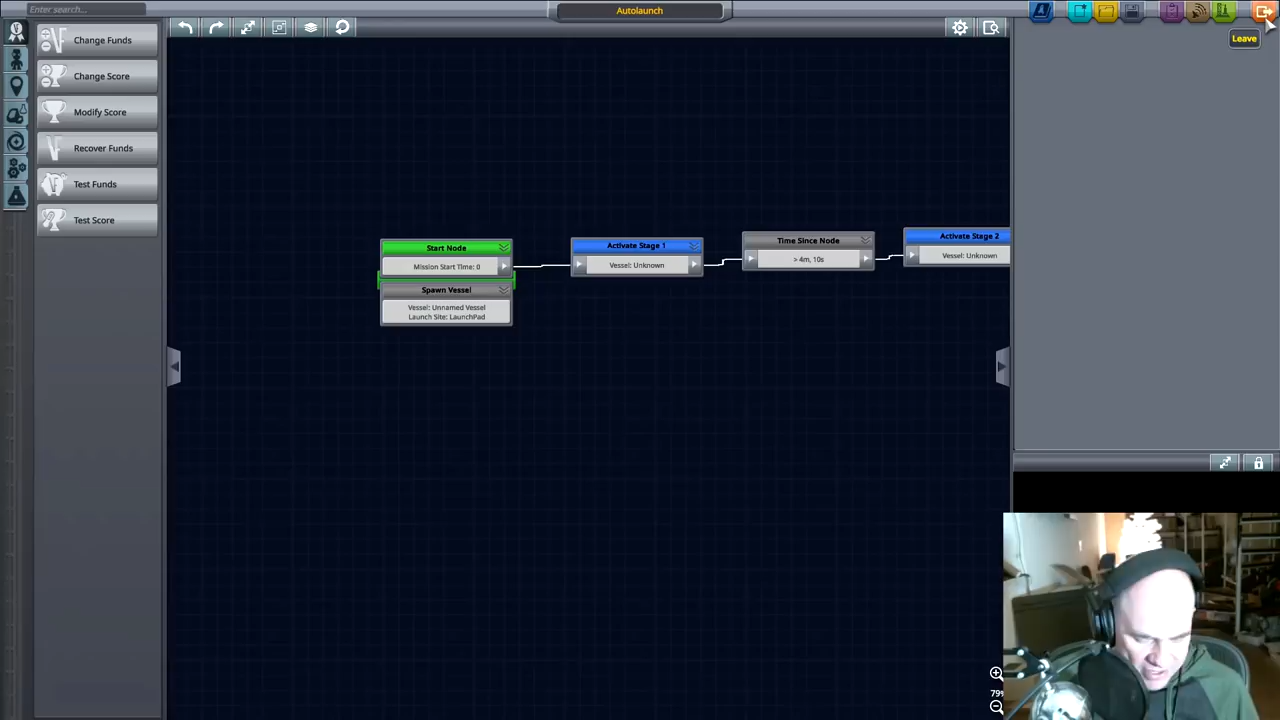 Enter search...
Autolaunch
Leave
Change Funds
Change Score
Modify Score
Recover Funds
Test Funds
Test Score
Start Node
Mission Start Time: 0
Spawn Vessel
Vessel: Unnamed Vessel
Launch Site: LaunchPad
Activate Stage 1
Vessel: Unknown
Time Since Node
> 4m, 10s
Activate Stage 2
Vessel: Unknown
79%